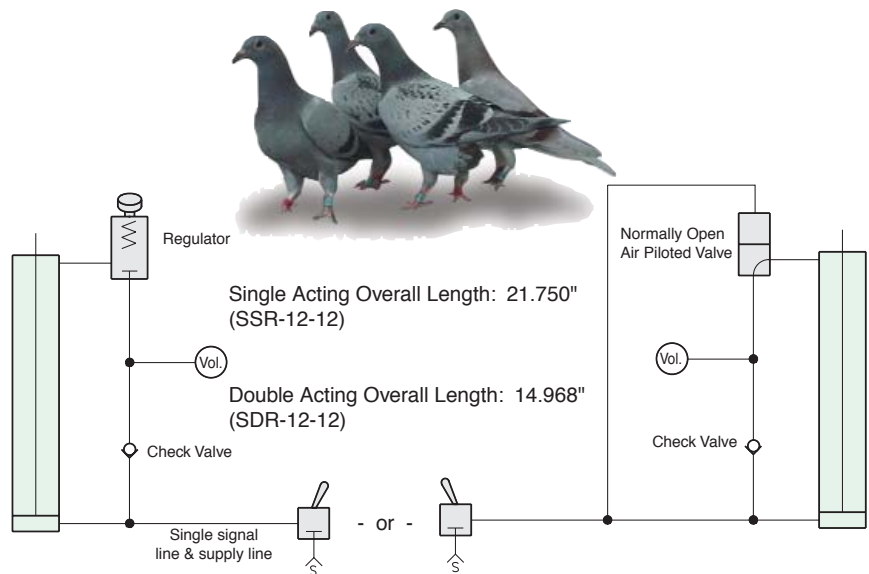 Regulator
Normally Open
Air Piloted Valve
Single Acting Overall Length: 21.750"
(SSR-12-12)
Vol.
Vol.
Double Acting Overall Length: 14.968"
(SDR-12-12)
Check Valve
Check Valve
Single signal
line & supply line
- or -
S
S